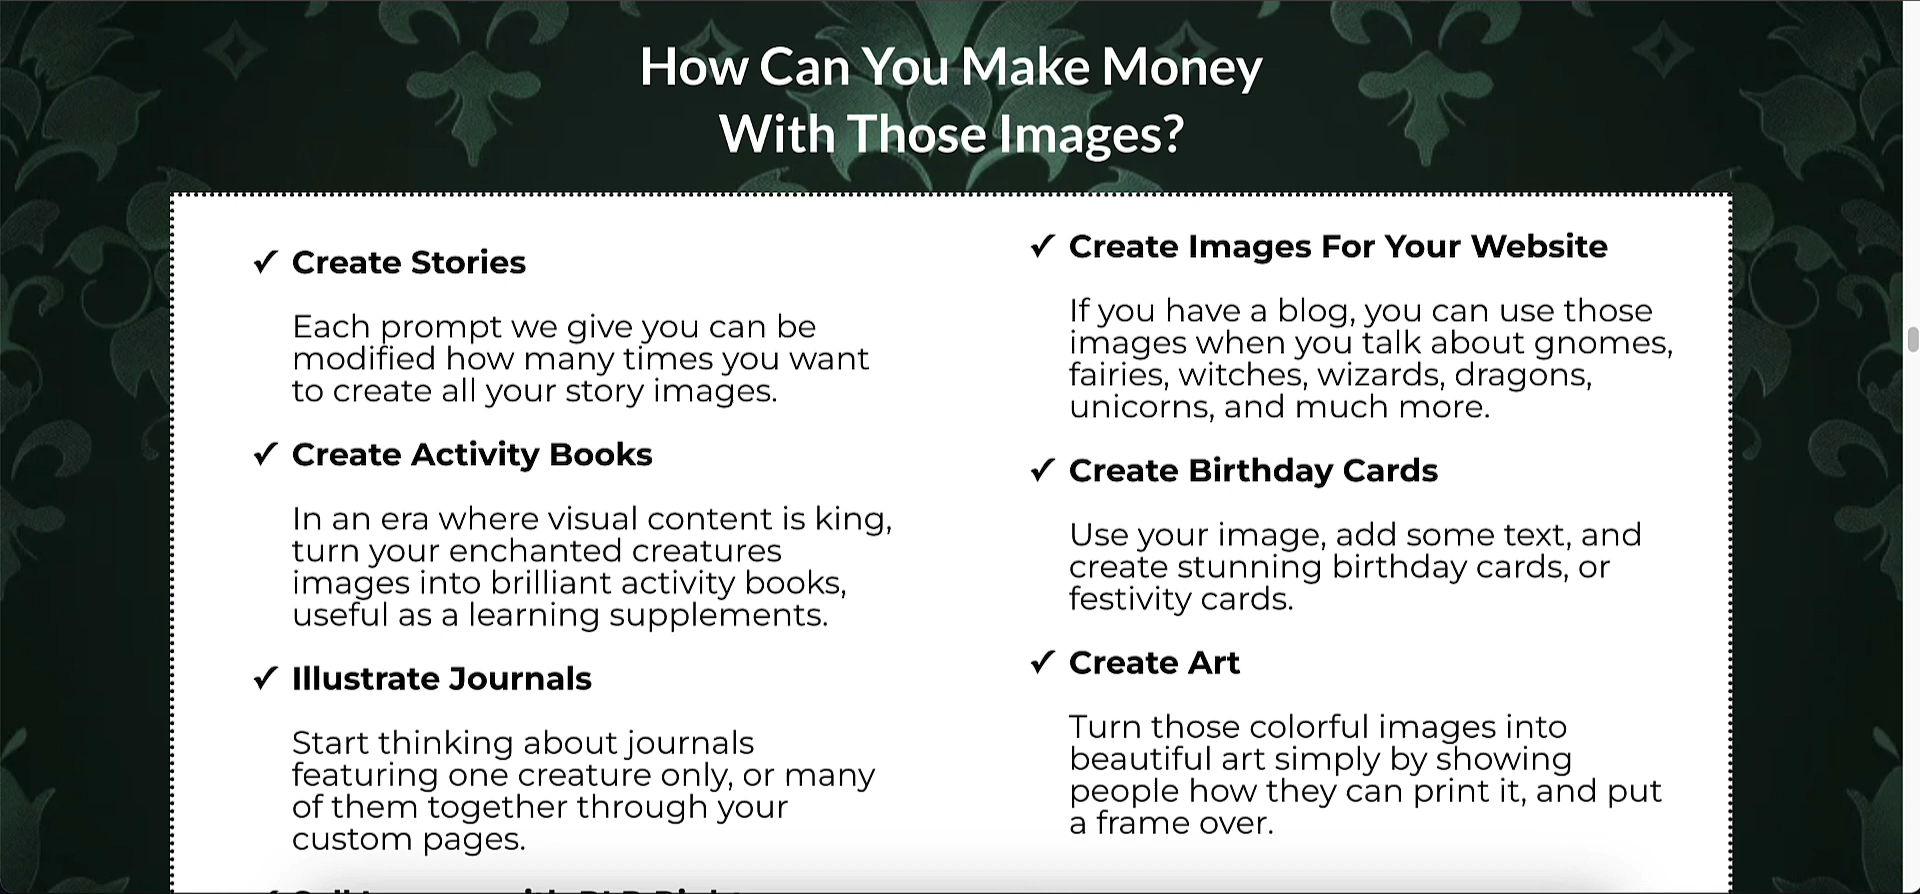 How Can You Make Money
With Those Images?
✓ Create Stories
Each prompt we give you can be
modified how many times you want
to create all your story images.
✓ Create Activity Books
In an era where visual content is king,
turn your enchanted creatures
images into brilliant activity books,
useful as a learning supplements.
✓ Illustrate Journals
Start thinking about journals
featuring one creature only, or many
of them together through your
custom pages.
✓ Create Images For Your Website
If you have a blog, you can use those
images when you talk about gnomes,
fairies, witches, wizards, dragons,
unicorns, and much more.
✓ Create Birthday Cards
Use your image, add some text, and
create stunning birthday cards, or
festivity cards.
✓ Create Art
Turn those colorful images into
beautiful art simply by showing
people how they can print it, and put
a frame over.